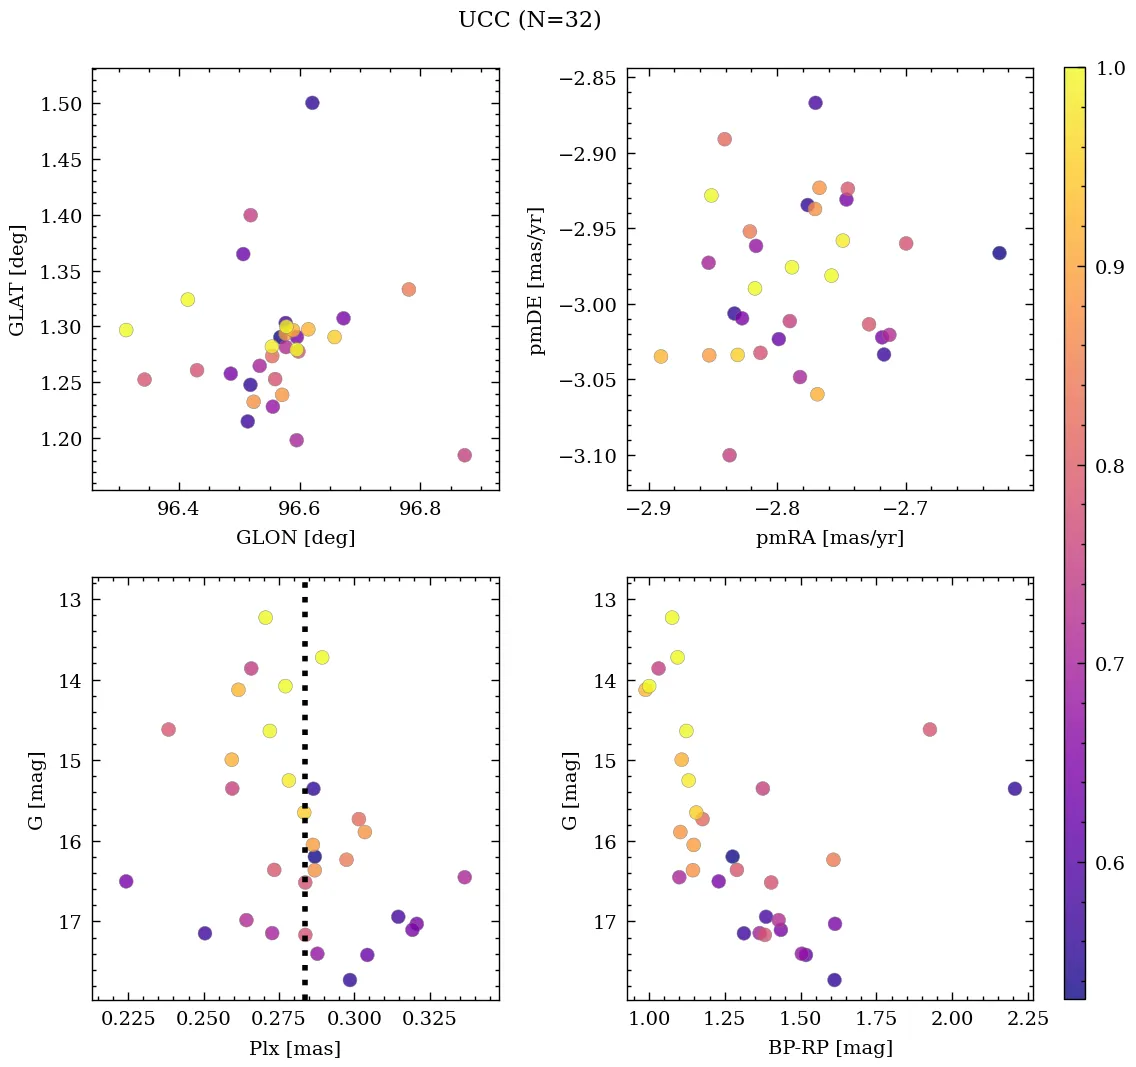 UCC (N=32)
1.50
1.45
1.40
1.35
1.30
1.25
1.20
GLAT [deg]
96.4 96.6 96.8
GLON [deg]
−2.85
−2.90
−2.95
−3.00
−3.05
−3.10
pmDE [mas/yr]
−2.9 −2.8 −2.7
pmRA [mas/yr]
13
14
15
16
17
G [mag]
0.225 0.250 0.275 0.300 0.325
Plx [mas]
13
14
15
16
17
G [mag]
1.00 1.25 1.50 1.75 2.00 2.25
BP-RP [mag]
1.0
0.9
0.8
0.7
0.6